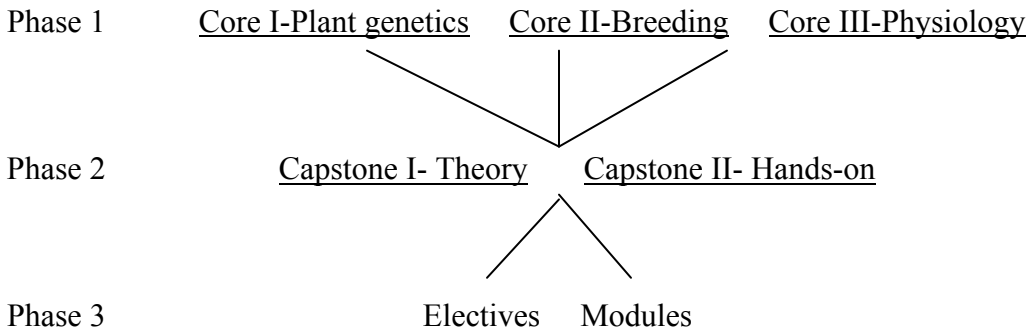 Phase 1 Core I-Plant genetics Core II-Breeding Core III-Physiology
Phase 2 Capstone I- Theory Capstone II- Hands-on
Phase 3 Electives Modules